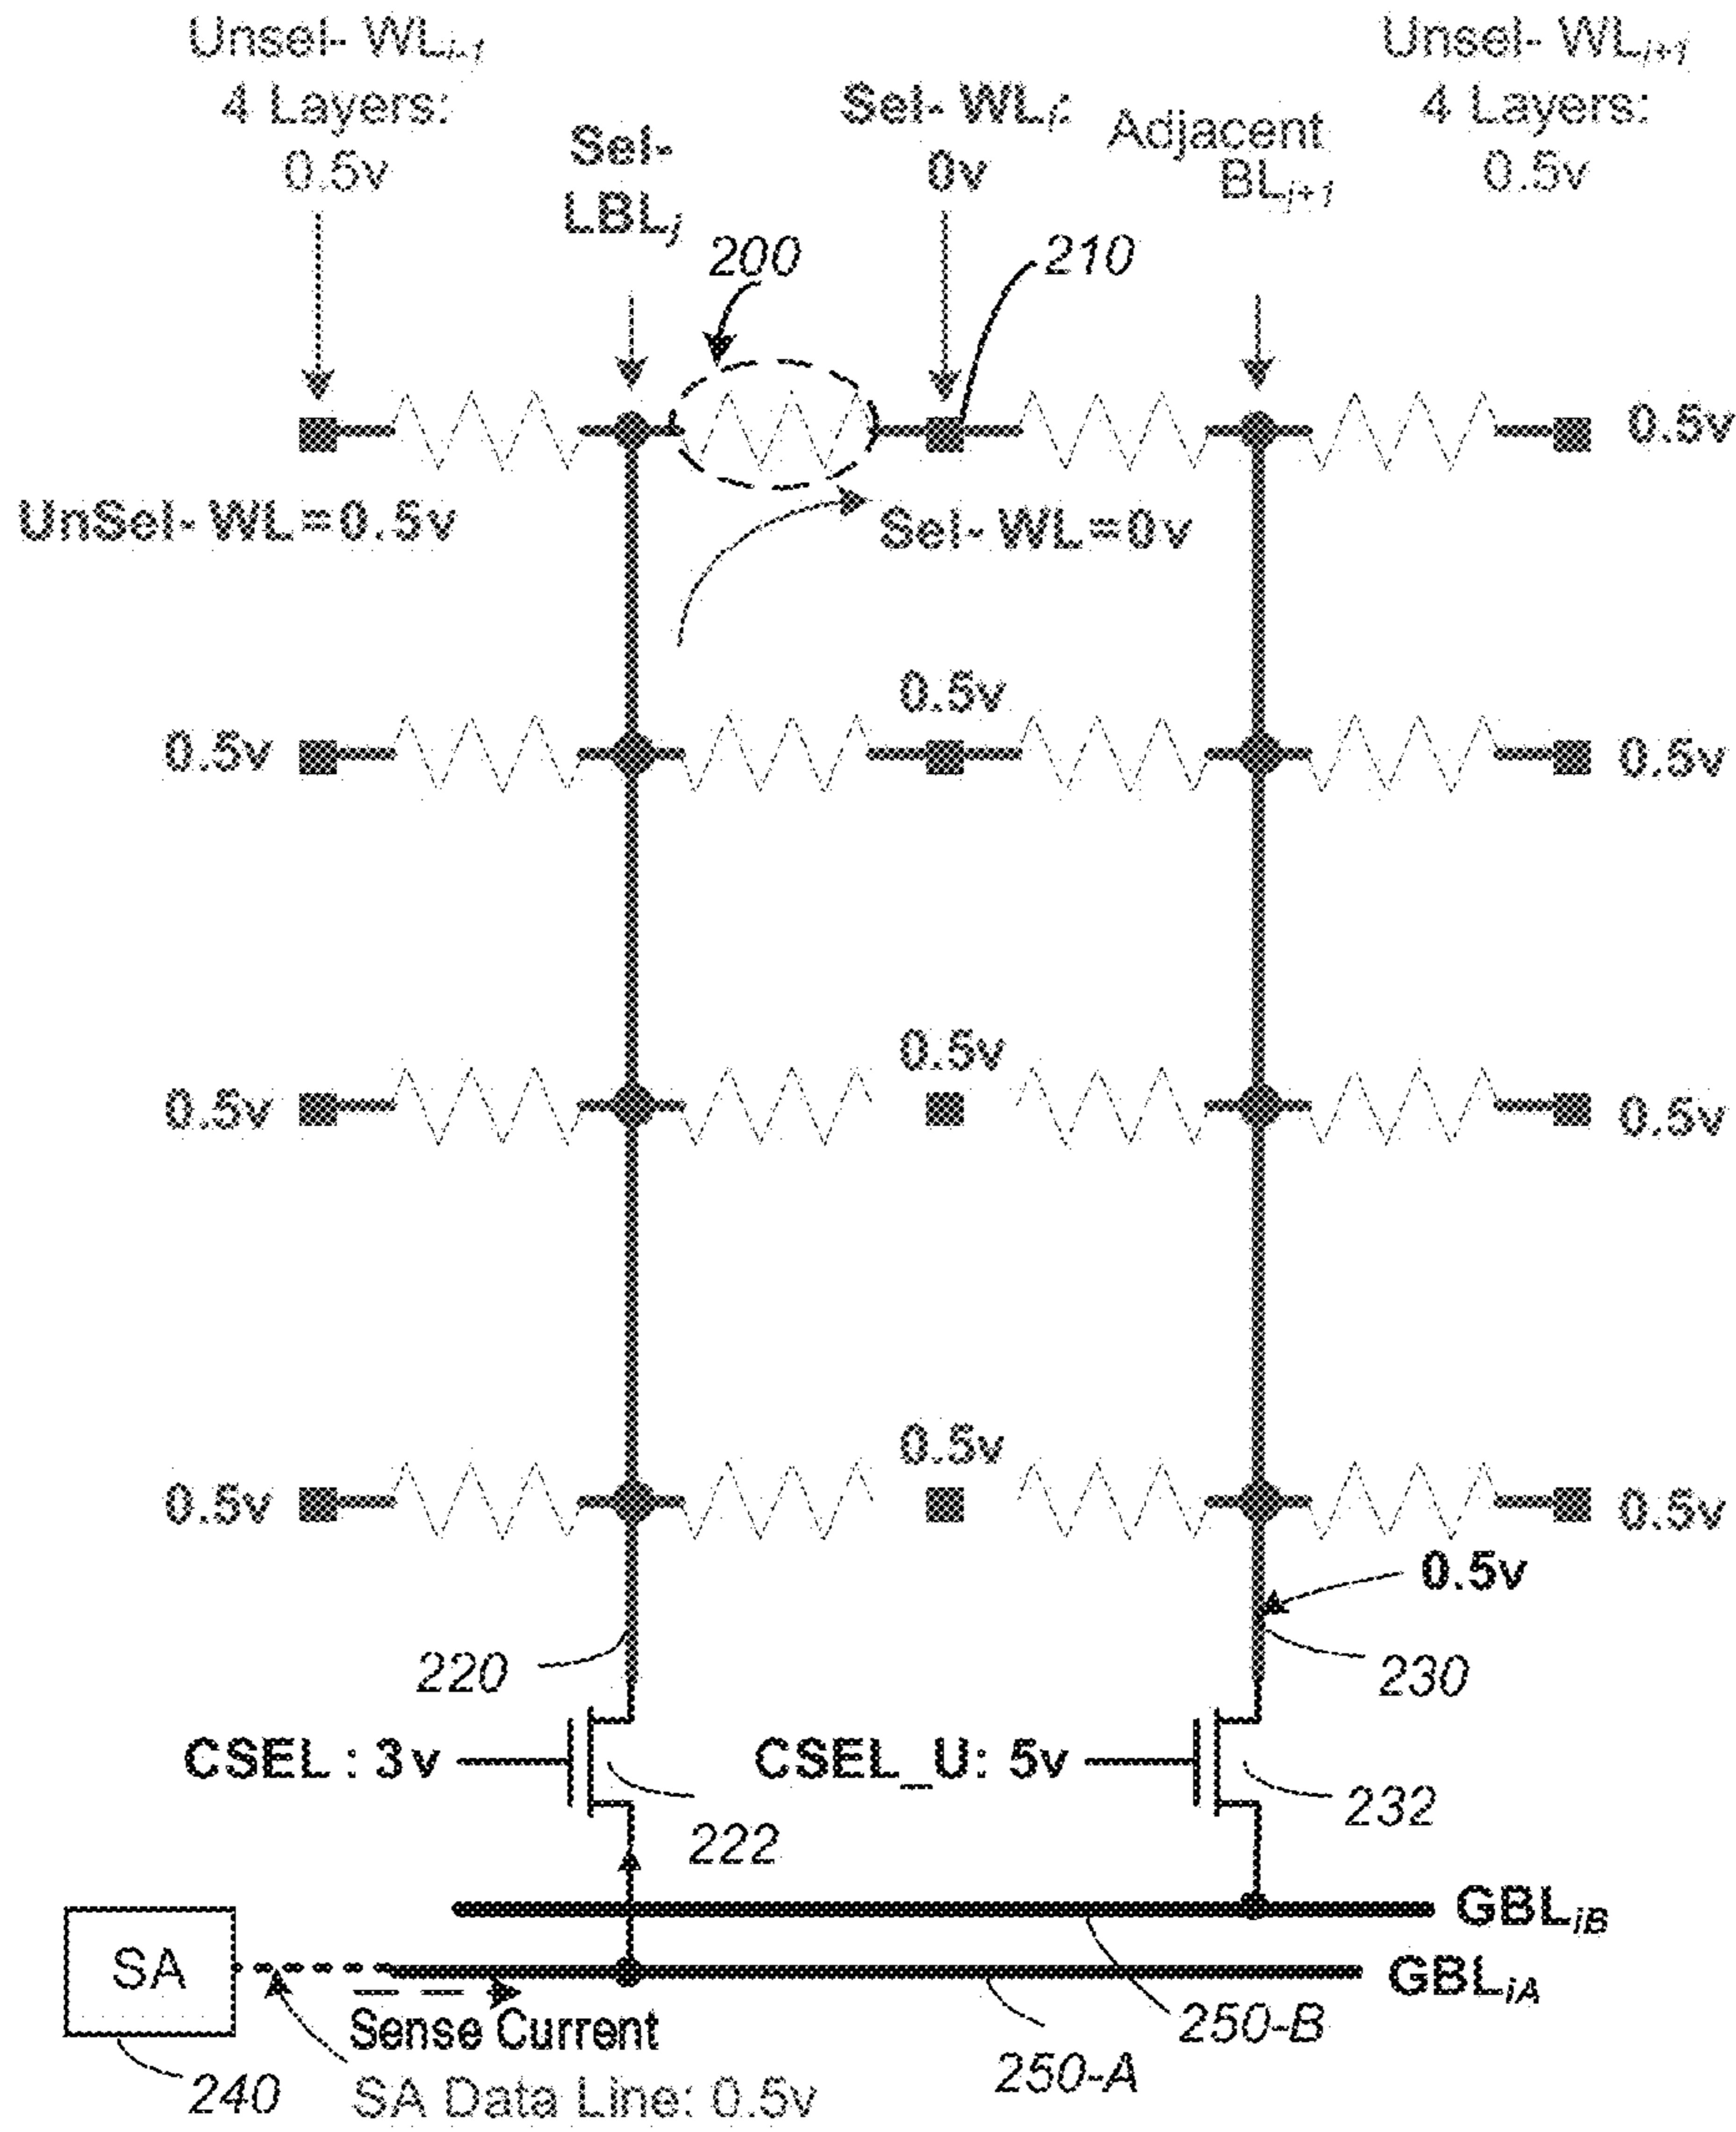 Unsel- WLi-1
4 Layers:
0.5v
Sel-
LBLj
Sel- WLi:
0v
Adjacent
BLj+1
Unsel- WLi+1
4 Layers:
0.5v
200
210
0.5v
UnSel- WL=0.5v
Sel- WL=0v
0.5v
0.5v
0.5v
0.5v
0.5v
0.5v
0.5v
0.5v
0.5v
0.5v
220
230
CSEL : 3v
CSEL_U: 5v
222
232
GBLiB
SA
GBLiA
Sense Current
250-B
250-A
240
SA Data Line: 0.5v